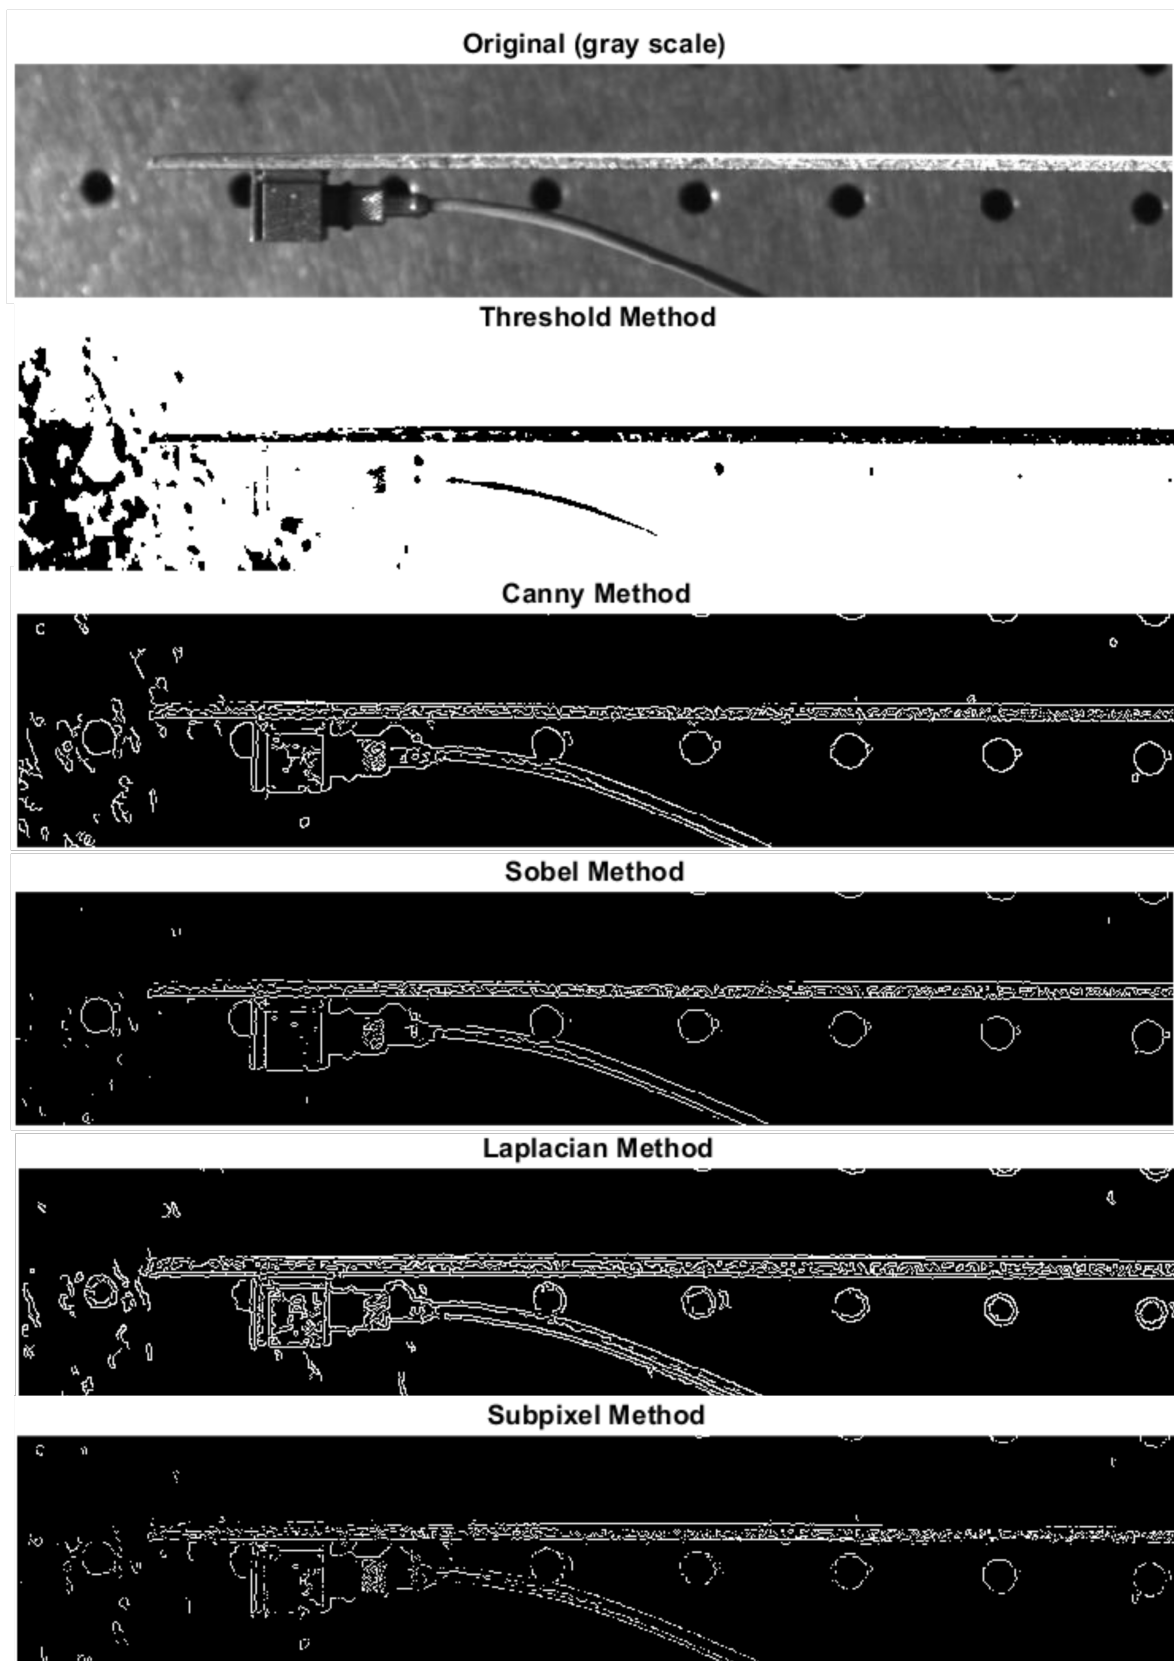 Original (gray scale)
Threshold Method
Canny Method
Sobel Method
Laplacian Method
Subpixel Method